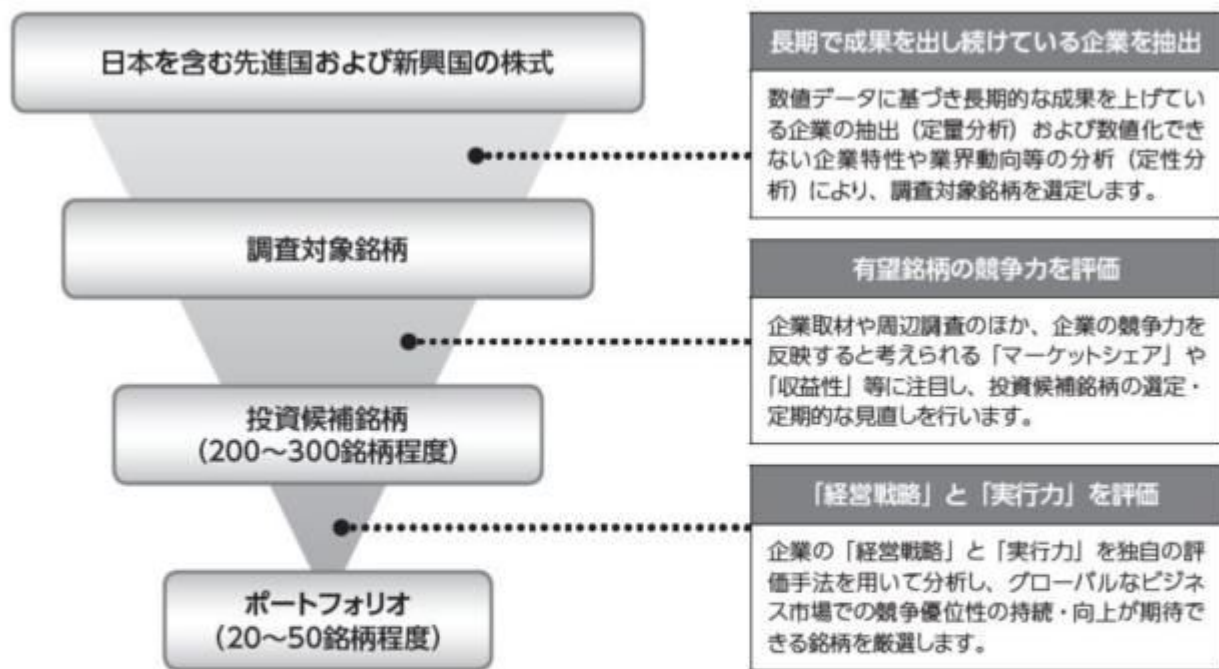 日本を含む先進国および新興国の株式
長期で成果を出し続けている企業を抽出
数値データに基づき長期的な成果を上げてい
る企業の抽出（定量分析）および数値化でき
ない企業特性や業界動向等の分析（定性分
析）により、調査対象銘柄を選定します。
調査対象銘柄
有望銘柄の競争力を評価
企業取材や周辺調査のほか、企業の競争力を
反映すると考えられる「マーケットシェア」や
「収益性」等に注目し、投資候補銘柄の選定・
定期的な見直しを行います。
投資候補銘柄
（200～300銘柄程度）
「経営戦略」と「実行力」を評価
企業の「経営戦略」と「実行力」を独自の評
価手法を用いて分析し、グローバルなビジネ
ス市場での競争優位性の持続・向上が期待で
きる銘柄を厳選します。
ポートフォリオ
（20～50銘柄程度）